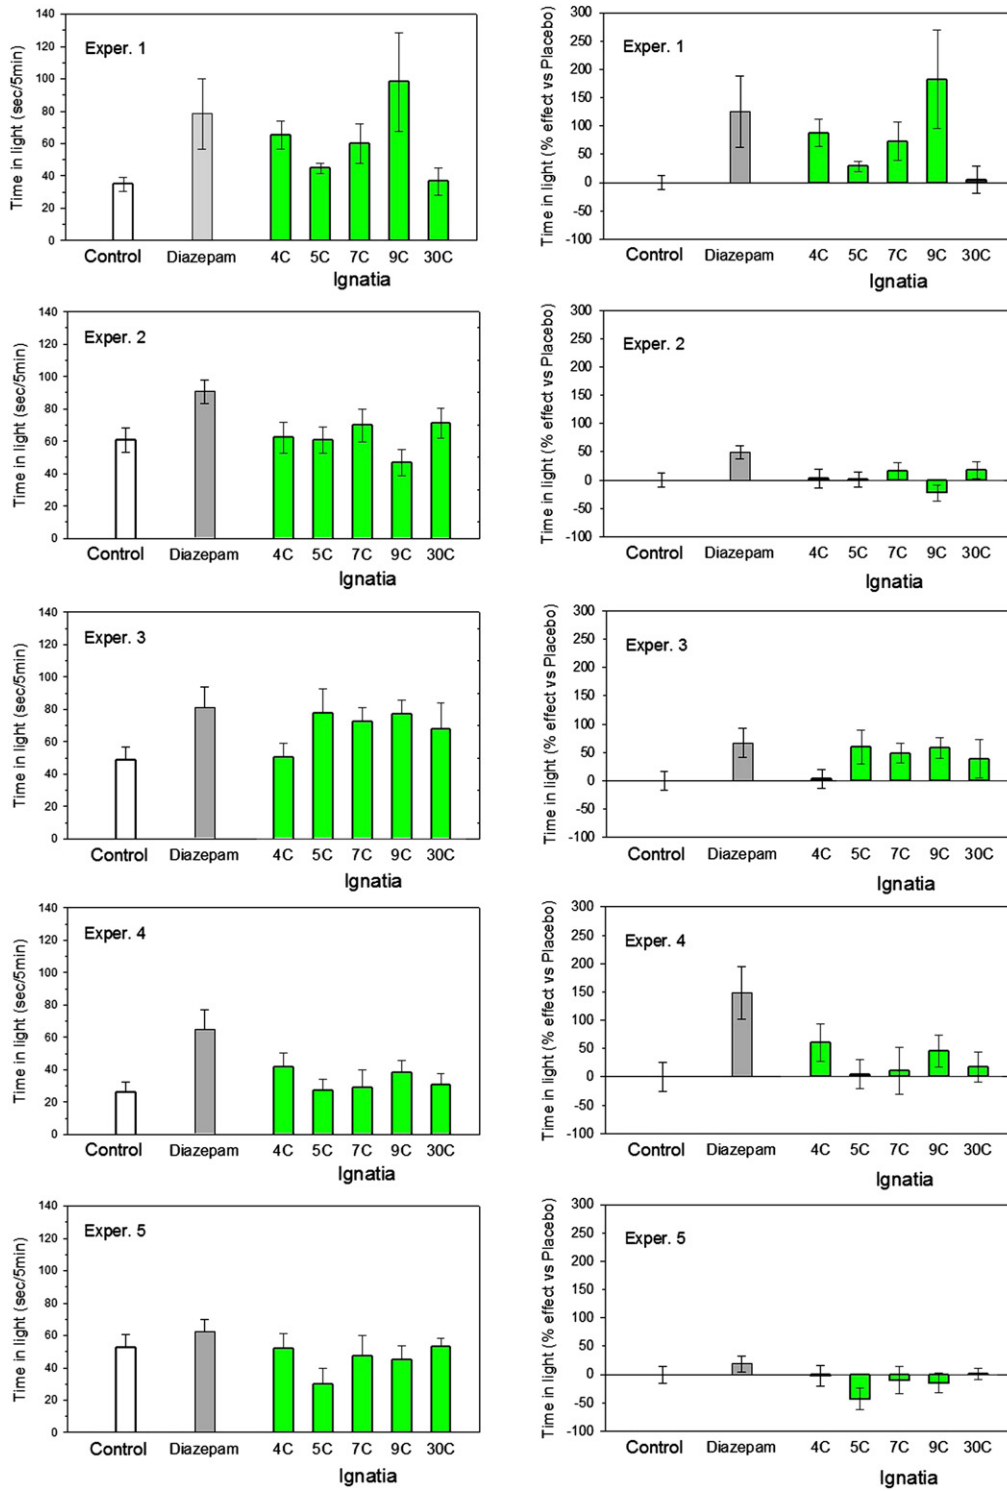 Time in light (sec/5min)
140
120
100
80
60
40
20
0
Exper. 1
Control Diazepam 4C 5C 7C 9C 30C
Ignatia
Time in light (% effect vs Placebo)
300
250
200
150
100
50
0
-50
-100
Exper. 1
Control Diazepam 4C 5C 7C 9C 30C
Ignatia
Time in light (sec/5min)
140
120
100
80
60
40
20
0
Exper. 2
Control Diazepam 4C 5C 7C 9C 30C
Ignatia
Time in light (% effect vs Placebo)
300
250
200
150
100
50
0
-50
-100
Exper. 2
Control Diazepam 4C 5C 7C 9C 30C
Ignatia
Time in light (sec/5min)
140
120
100
80
60
40
20
0
Exper. 3
Control Diazepam 4C 5C 7C 9C 30C
Ignatia
Time in light (% effect vs Placebo)
300
250
200
150
100
50
0
-50
-100
Exper. 3
Control Diazepam 4C 5C 7C 9C 30C
Ignatia
Time in light (sec/5min)
140
120
100
80
60
40
20
0
Exper. 4
Control Diazepam 4C 5C 7C 9C 30C
Ignatia
Time in light (% effect vs Placebo)
300
250
200
150
100
50
0
-50
-100
Exper. 4
Control Diazepam 4C 5C 7C 9C 30C
Ignatia
Time in light (sec/5min)
140
120
100
80
60
40
20
0
Exper. 5
Control Diazepam 4C 5C 7C 9C 30C
Ignatia
Time in light (% effect vs Placebo)
300
250
200
150
100
50
0
-50
-100
Exper. 5
Control Diazepam 4C 5C 7C 9C 30C
Ignatia